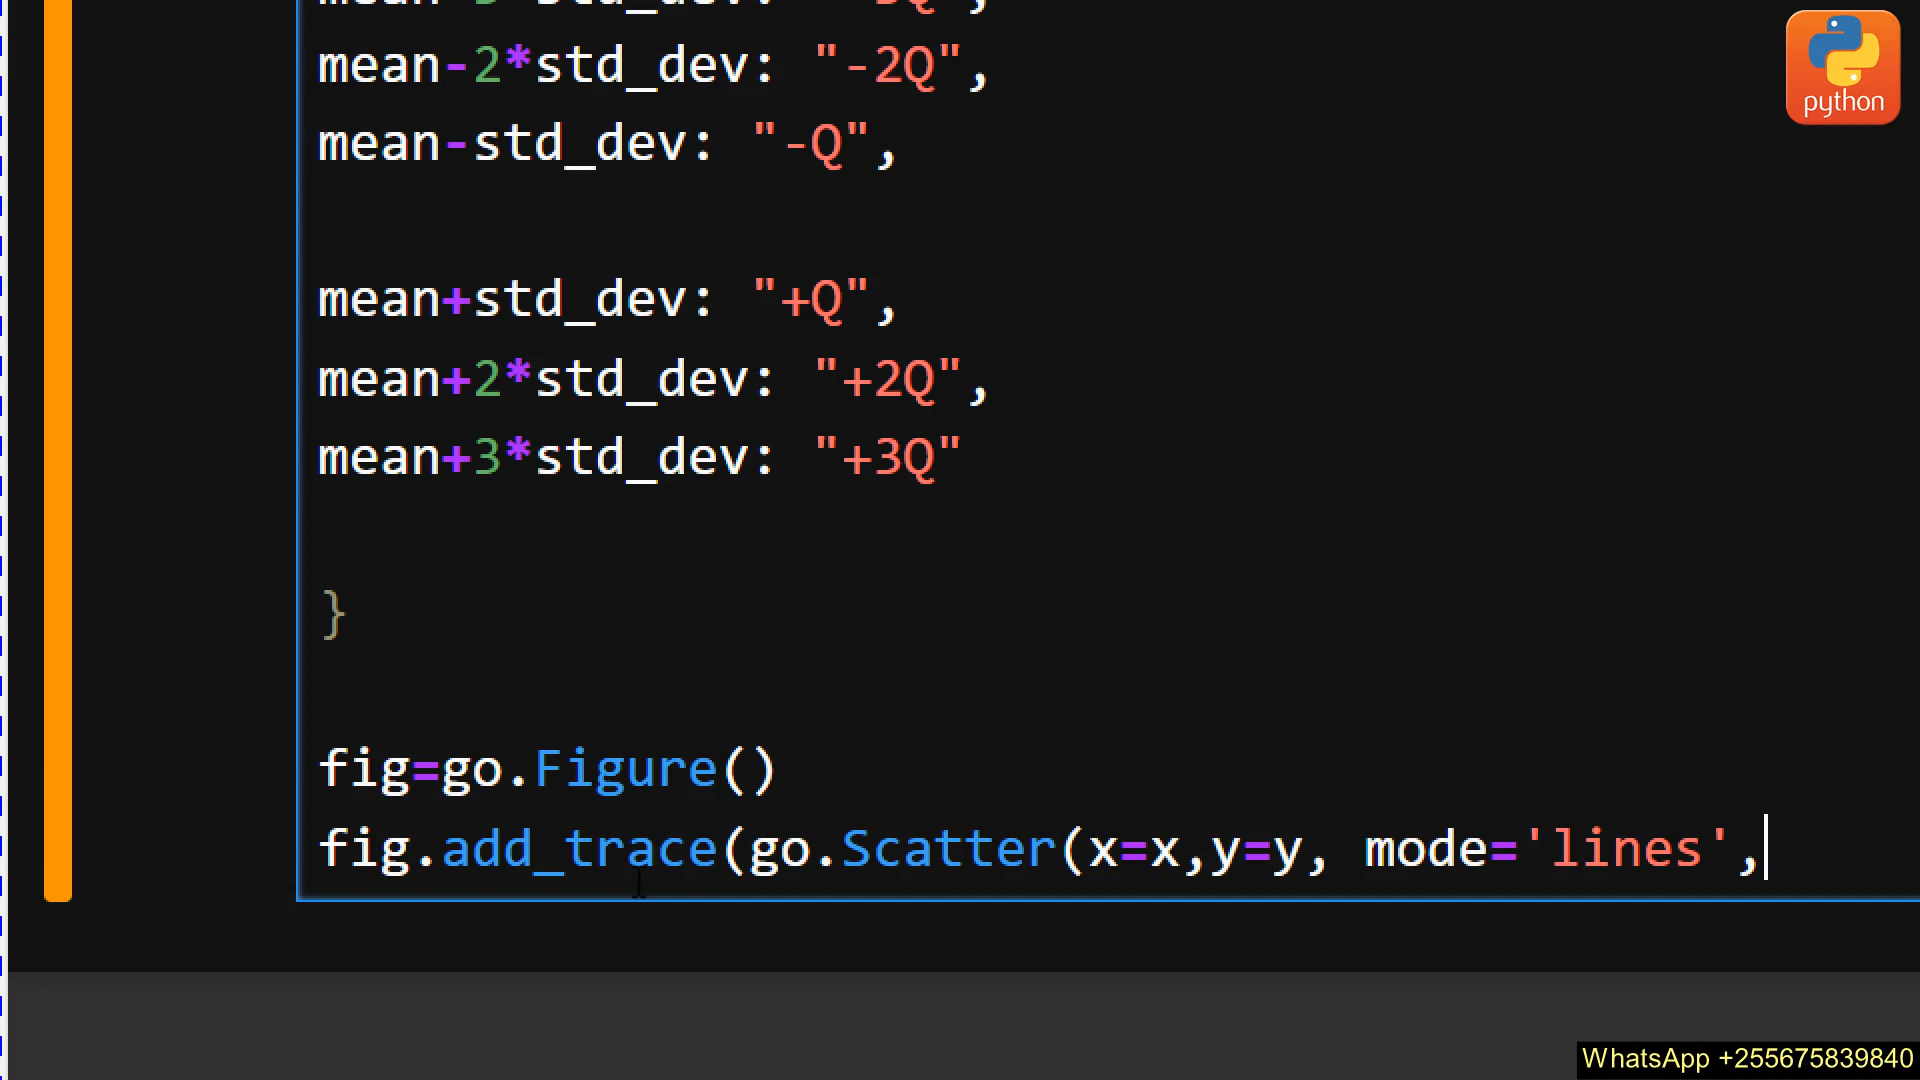 mean-2*std_dev: "-2Q",
mean-std_dev: "-Q",
mean+std_dev: "+Q",
mean+2*std_dev: "+2Q",
mean+3*std_dev: "+3Q"
}
fig=go.Figure()
fig.add_trace(go.Scatter(x=x,y=y, mode='lines',
python
WhatsApp +255675839840